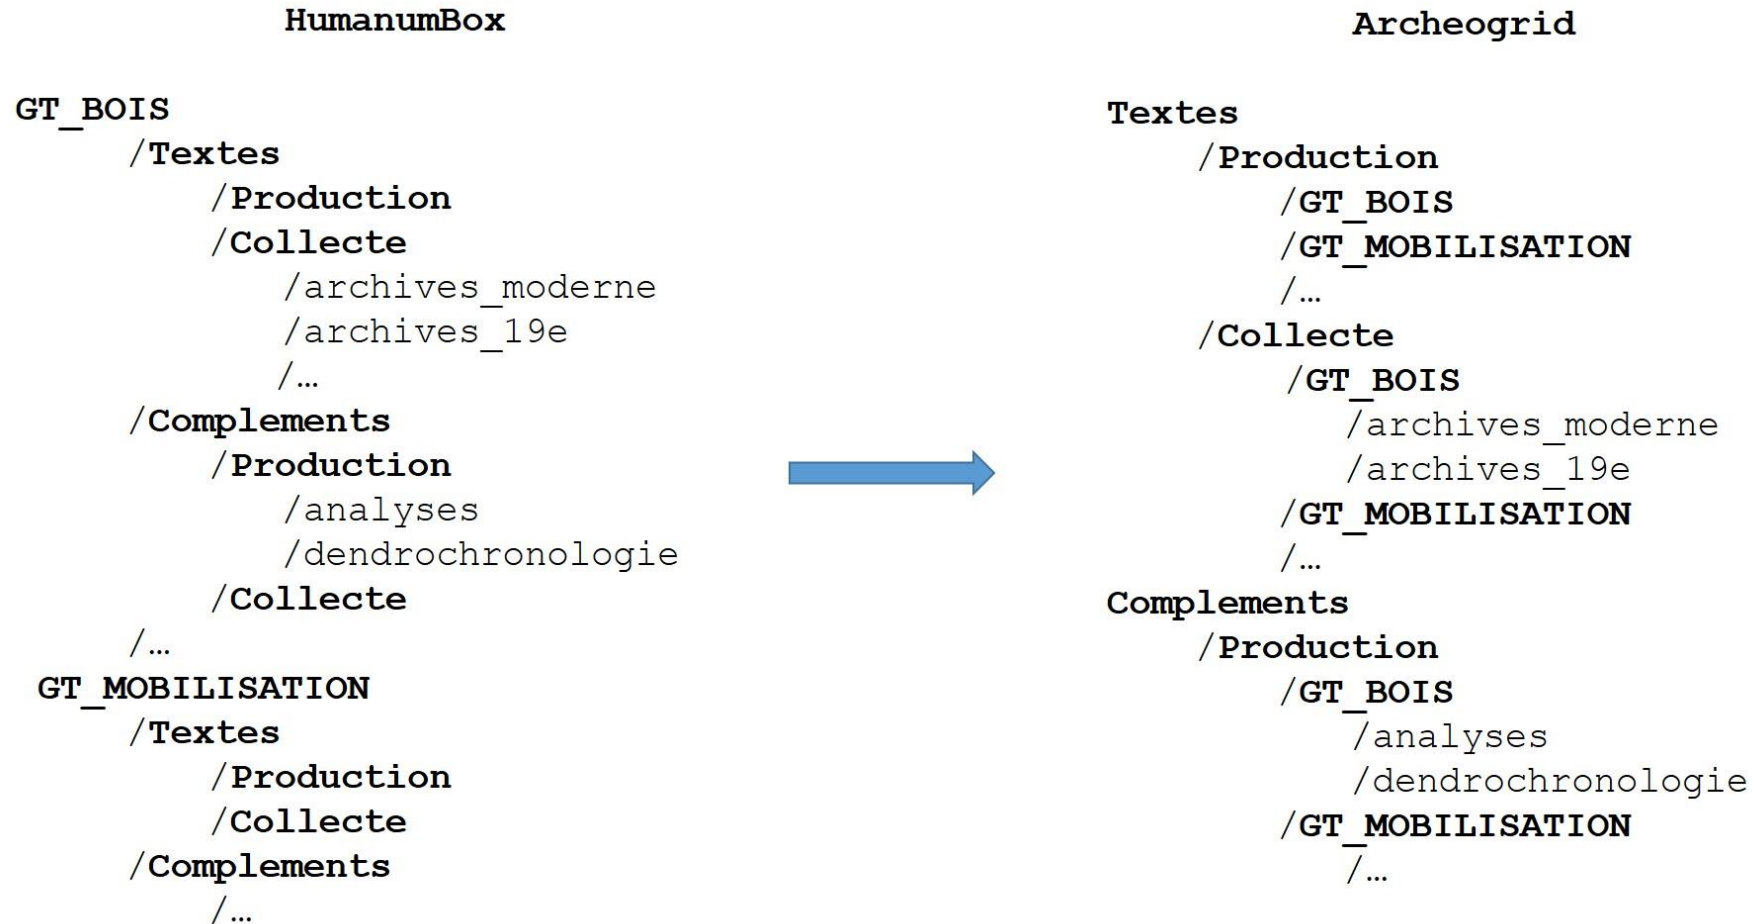 HumanumBox
GT_BOIS
/Textes
/Production
/Collecte
/archives_moderne
/archives_19e
/…
/Complements
/Production
/analyses
/dendrochronologie
/Collecte
/…
GT_MOBILISATION
/Textes
/Production
/Collecte
/Complements
/…
Archeogrid
Textes
/Production
/GT_BOIS
/GT_MOBILISATION
/…
/Collecte
/GT_BOIS
/archives_moderne
/archives_19e
/GT_MOBILISATION
/…
Complements
/Production
/GT_BOIS
/analyses
/dendrochronologie
/GT_MOBILISATION
/…